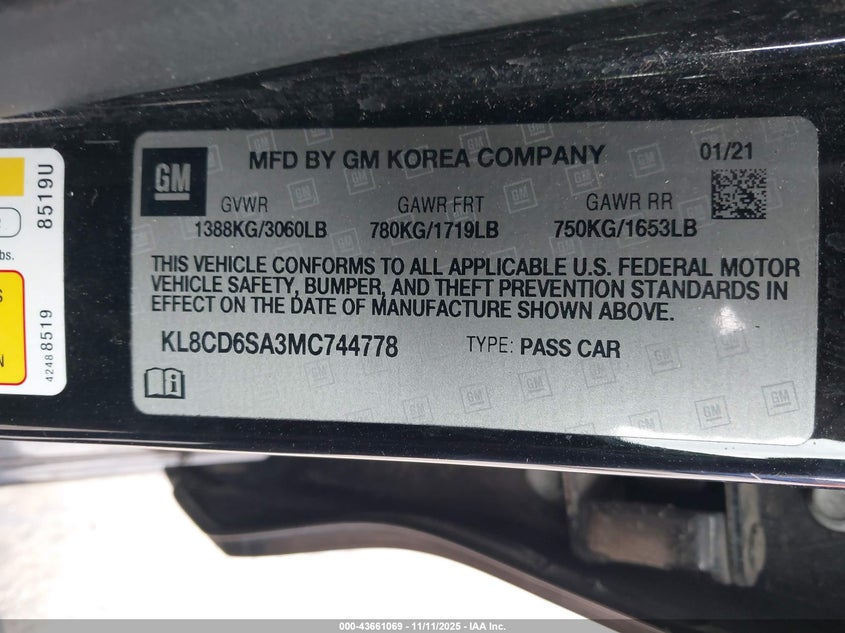 GM
MFD BY GM KOREA COMPANY
01/21
GVWR GAWR FRT GAWR RR
1388KG/3060LB 780KG/1719LB 750KG/1653LB
THIS VEHICLE CONFORMS TO ALL APPLICABLE U.S. FEDERAL MOTOR
VEHICLE SAFETY, BUMPER, AND THEFT PREVENTION STANDARDS IN
EFFECT ON THE DATE OF MANUFACTURE SHOWN ABOVE.
KL8CD6SA3MC744778 TYPE: PASS CAR
8519U
42488519
bs.
S
N
000-43661069 - 11/11/2025 - IAA Inc.